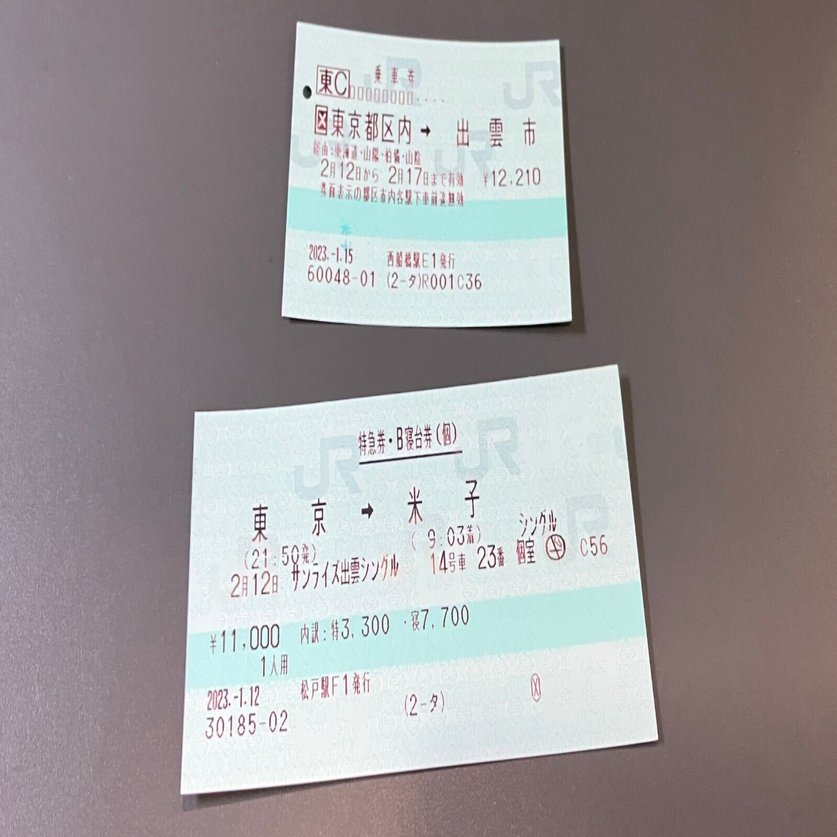 乗車券
東C
区東京都区内 → 出雲市
経由:東海道・山陽・伯備・山陰
2月12日から 2月17日まで有効 ¥12,210
券面表示の都区市内各駅下車前途無効
2023.-1.15 西船橋駅E1発行
60048-01 (2-タ)R001C36
特急券・B寝台券(個)
東京 → 米子
(21:50発) (9:03着) シングル
2月12日 サンライズ出雲シングル 14号車 23番 個室 C56
¥11,000 内訳:特3,300・寝7,700
1人用
2023.-1.12 松戸駅F1発行
30185-02 (2-タ)
JR
JR
JR
JR